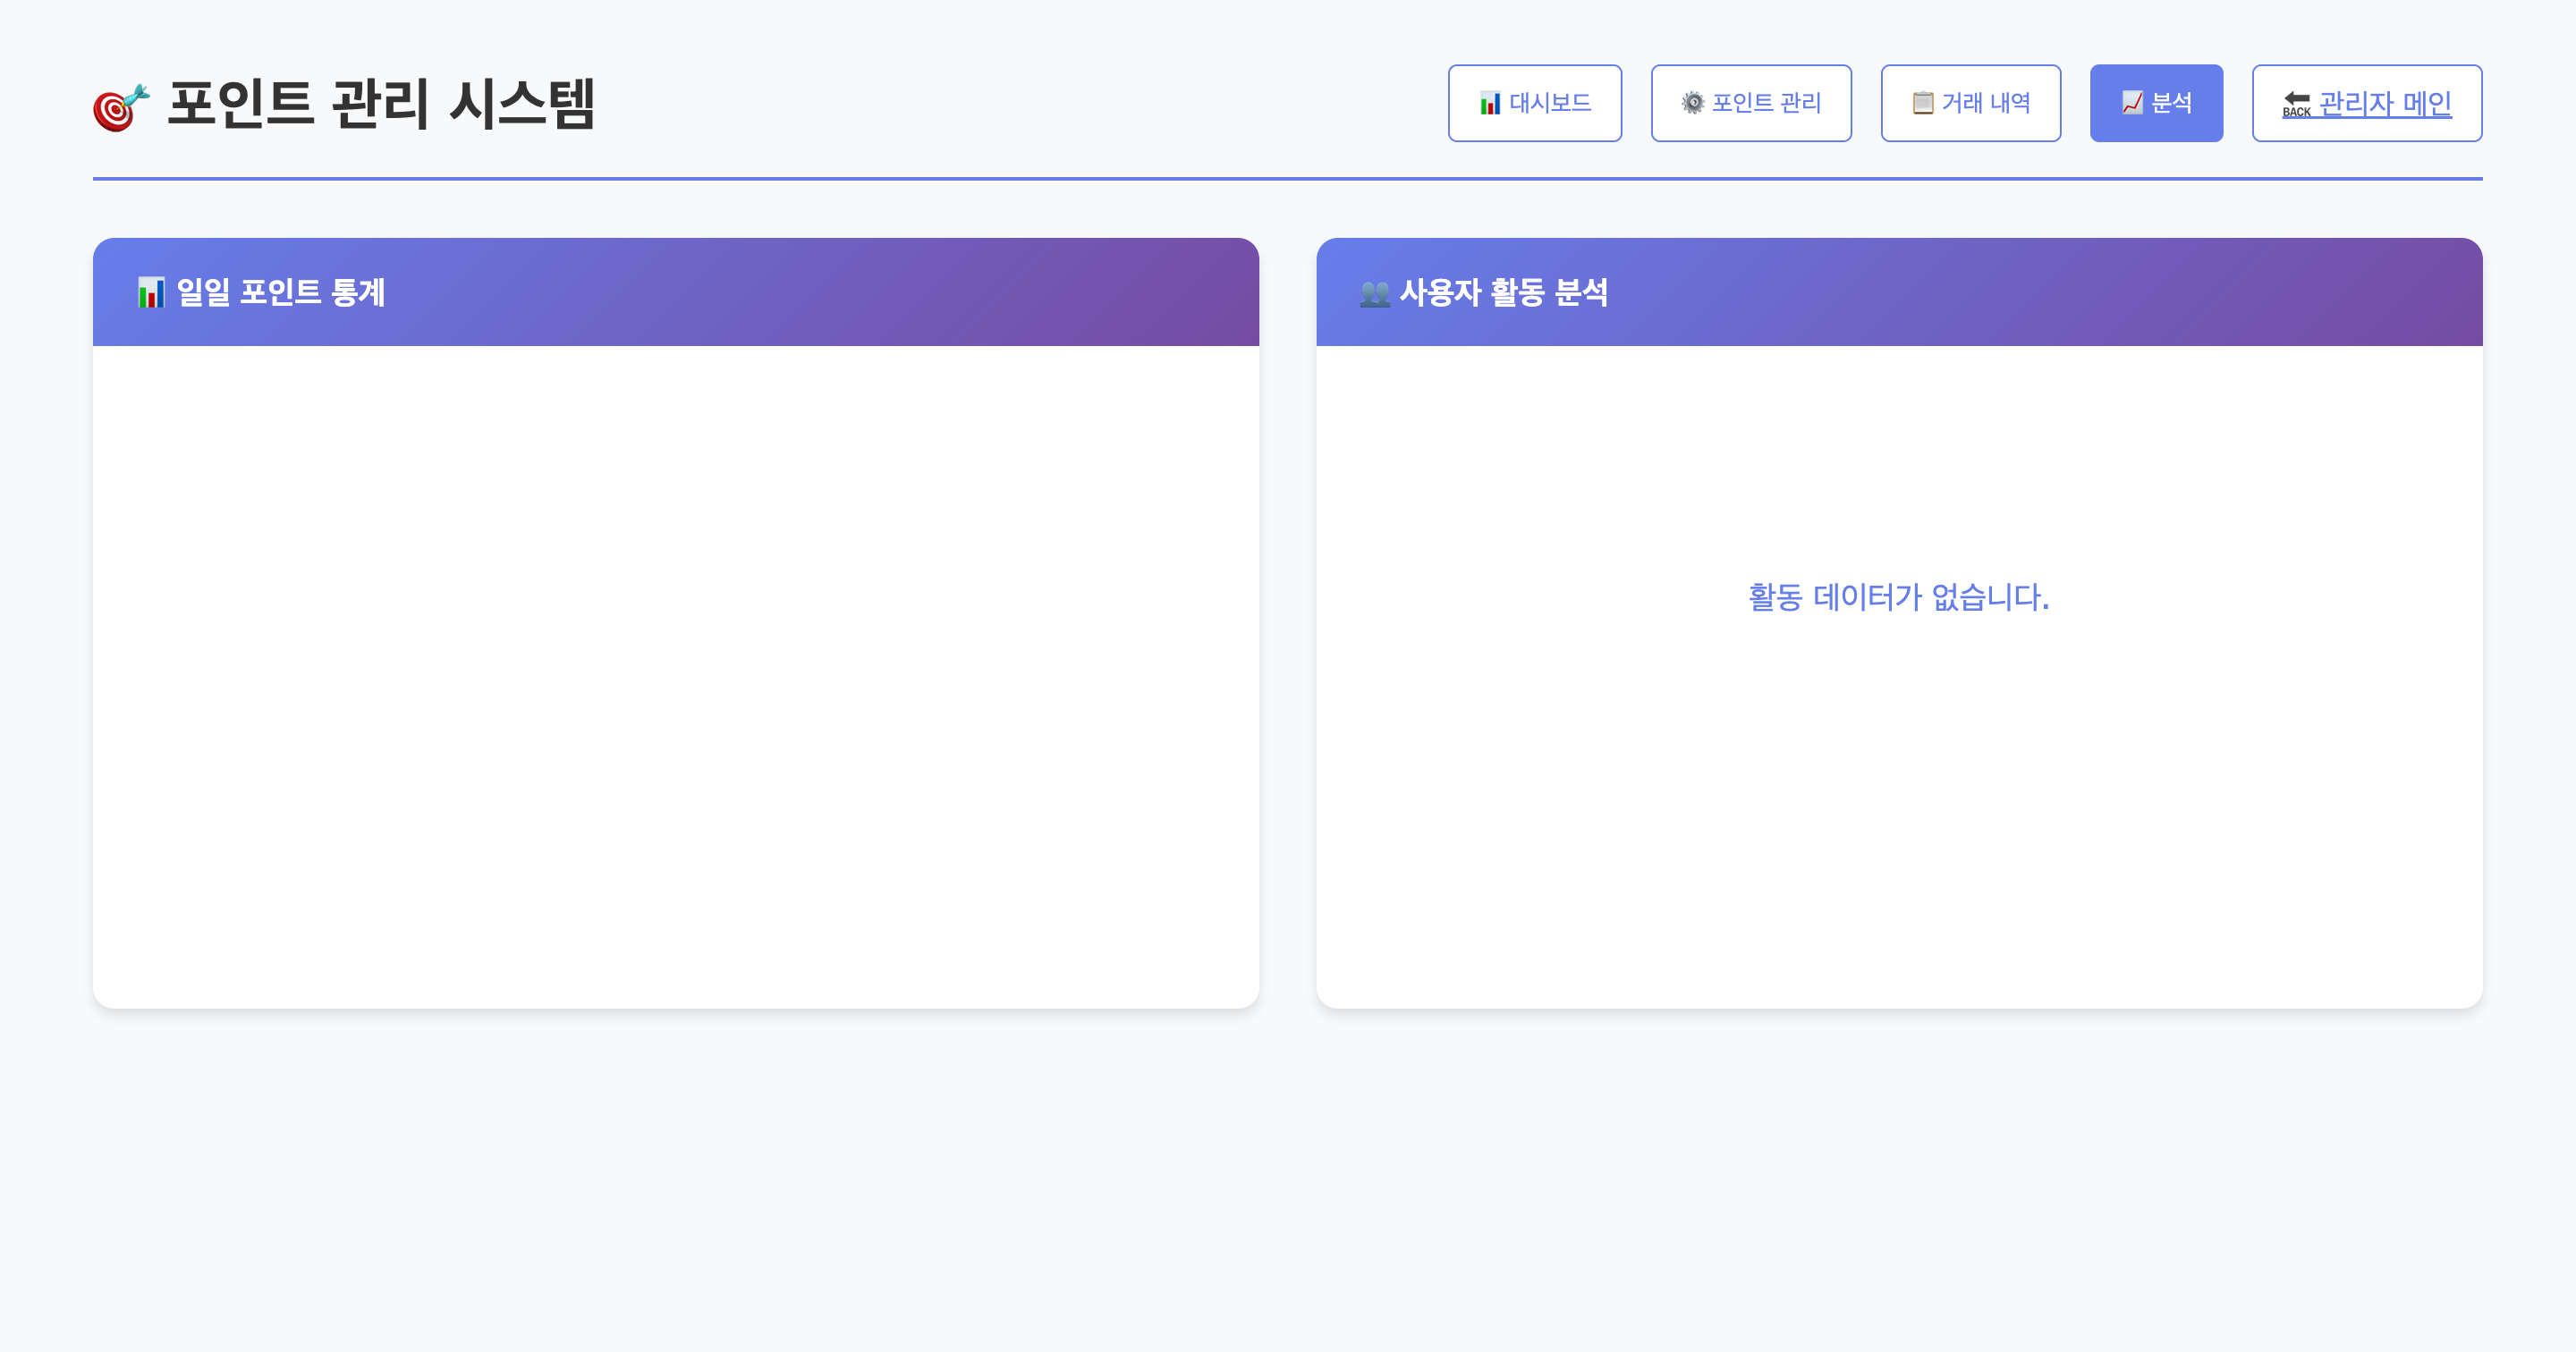 🎯 포인트 관리 시스템
📊 대시보드
⚙️ 포인트 관리
📋 거래 내역
📈 분석
🔙 관리자 메인
📊 일일 포인트 통계
👥 사용자 활동 분석
활동 데이터가 없습니다.